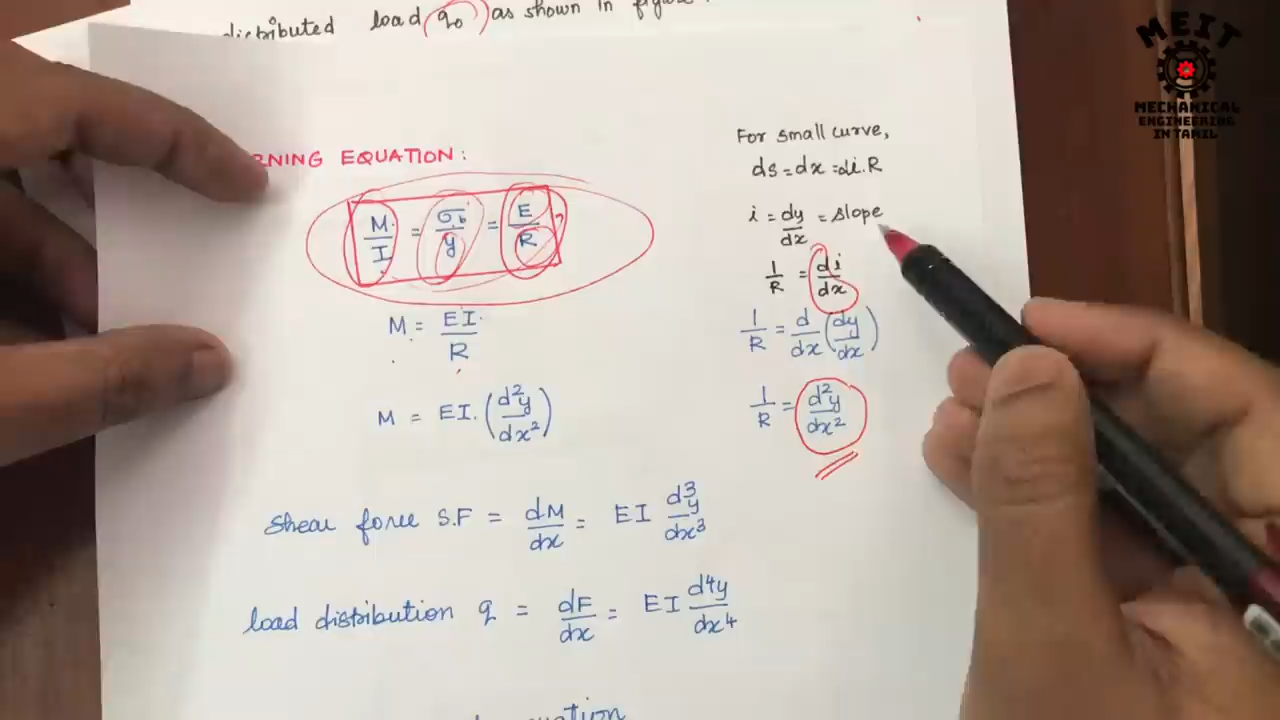 distributed load q₀ as shown in figure.
RNING EQUATION:
M/I = σb/y = E/R
M = EI/R
M = EI.(d²y/dx²)
Shear force S.F = dM/dx = EI d³y/dx³
load distribution q = dF/dx = EI d⁴y/dx⁴
equation
For small curve,
ds = dx = di.R
i = dy/dx = slope
1/R = di/dx
1/R = d/dx (dy/dx)
1/R = d²y/dx²
MEIT
MECHANICAL
ENGINEERING
IN TAMIL